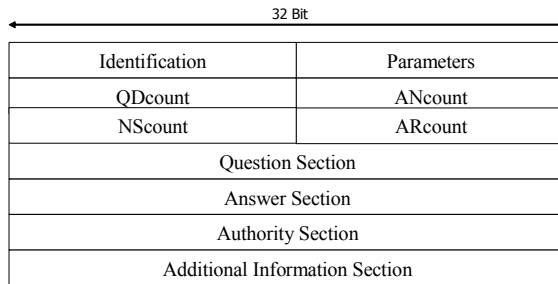 32 Bit
Identification Parameters
QDcount ANcount
NScount ARcount
Question Section
Answer Section
Authority Section
Additional Information Section